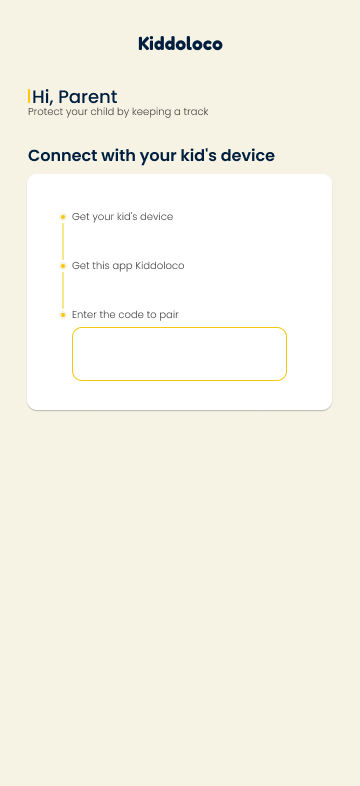 Kiddoloco
Hi, Parent
Protect your child by keeping a track
Connect with your kid's device
Get your kid's device
Get this app Kiddoloco
Enter the code to pair